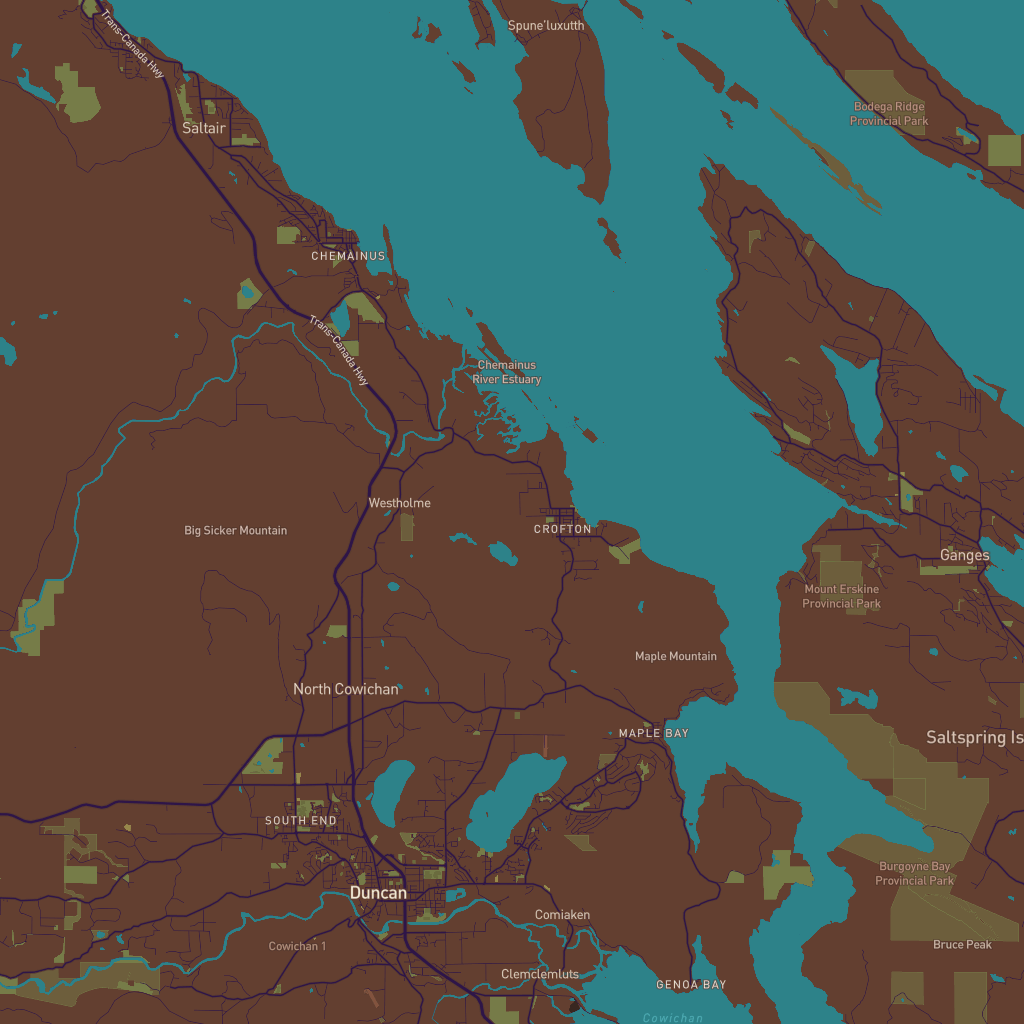 Trans-Canada Hwy
Spune'luxutth
Bodega Ridge
Provincial Park
Saltair
CHEMAINUS
Trans-Canada Hwy
Chemainus
River Estuary
Westholme
Big Sicker Mountain
CROFTON
Ganges
Mount Erskine
Provincial Park
Maple Mountain
North Cowichan
MAPLE BAY
Saltspring Is
SOUTH END
Burgoyne Bay
Provincial Park
Duncan
Comiaken
Cowichan 1
Bruce Peak
Clemclemluts
GENOA BAY
Cowichan